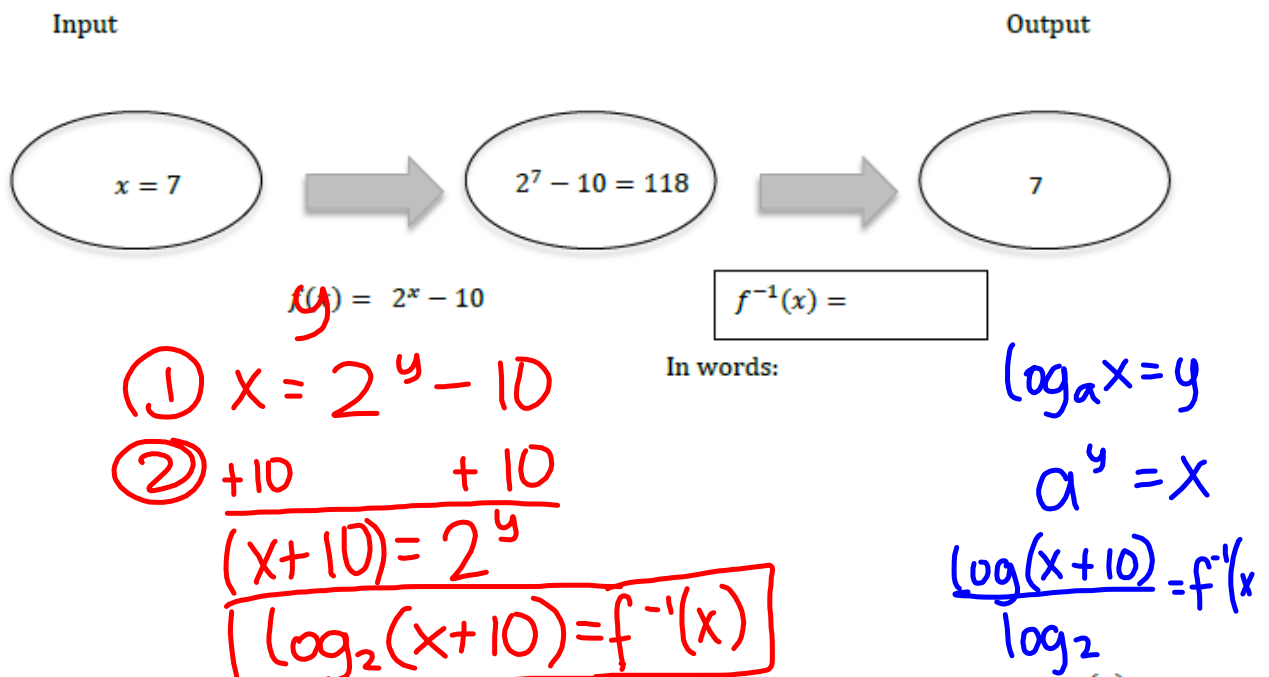 Input Output
x = 7 2⁷ − 10 = 118 7
y = 2ˣ − 10 f⁻¹(x) =
In words:
① x = 2ʸ − 10
logₐx = y
② +10 + 10
aʸ = x
(x+10) = 2ʸ
log(x+10)/log2 = f⁻¹(x
log₂(x+10) = f⁻¹(x)